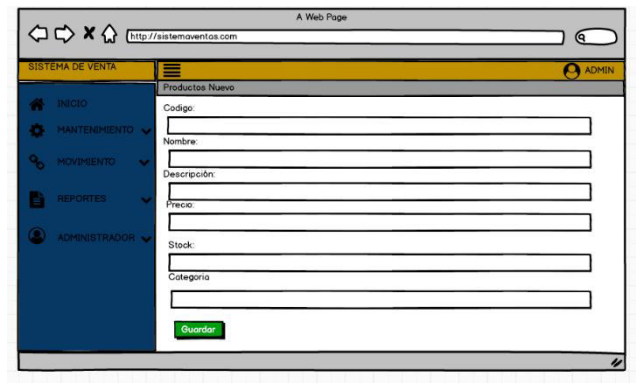 A Web Page
http://sistemaventas.com
SISTEMA DE VENTA
ADMIN
Productos Nuevo
INICIO
MANTENIMIENTO
MOVIMIENTO
REPORTES
ADMINISTRADOR
Codigo:
Nombre:
Descripción:
Precio:
Stock:
Categoria
Guardar